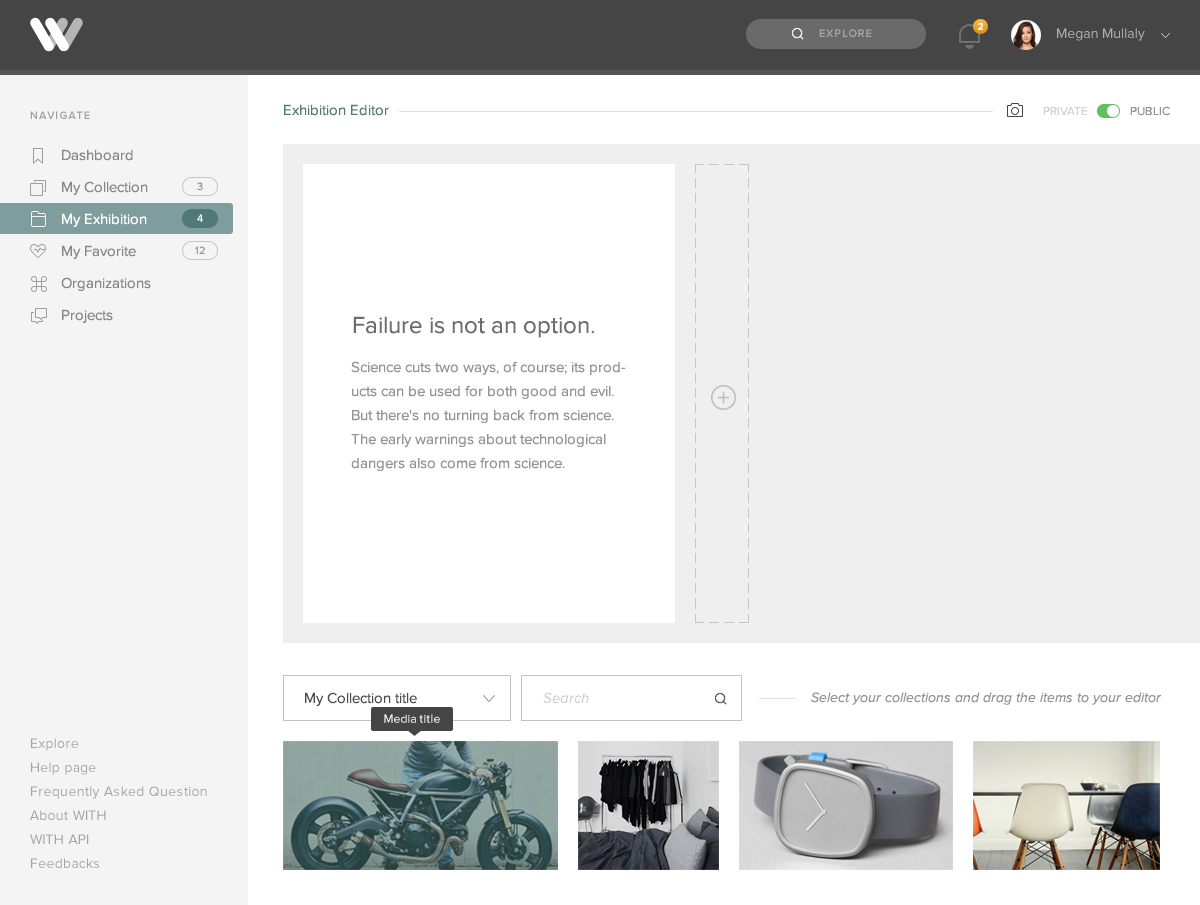 EXPLORE
2
Megan Mullaly
NAVIGATE
Dashboard
My Collection 3
My Exhibition 4
My Favorite 12
Organizations
Projects
Explore
Help page
Frequently Asked Question
About WITH
WITH API
Feedbacks
Exhibition Editor
PRIVATE PUBLIC
Failure is not an option.
Science cuts two ways, of course; its prod-
ucts can be used for both good and evil.
But there's no turning back from science.
The early warnings about technological
dangers also come from science.
My Collection title
Search
Select your collections and drag the items to your editor
Media title